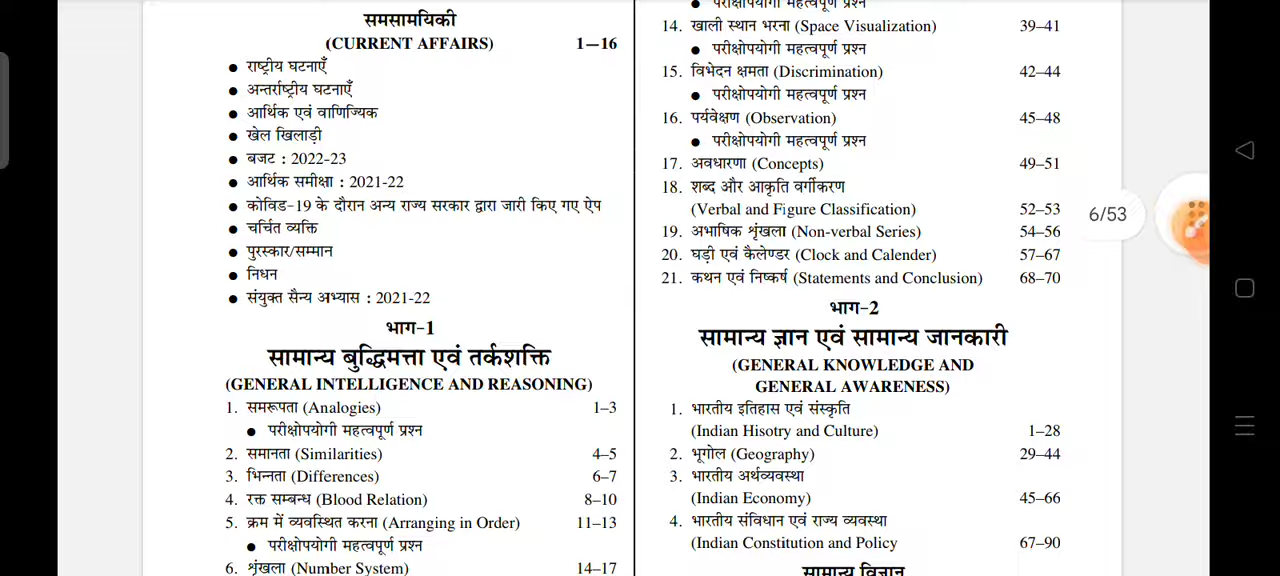 समसामयिकी
(CURRENT AFFAIRS) 1—16
● राष्ट्रीय घटनाएँ
● अन्तर्राष्ट्रीय घटनाएँ
● आर्थिक एवं वाणिज्यिक
● खेल खिलाड़ी
● बजट : 2022-23
● आर्थिक समीक्षा : 2021-22
● कोविड-19 के दौरान अन्य राज्य सरकार द्वारा जारी किए गए ऐप
● चर्चित व्यक्ति
● पुरस्कार/सम्मान
● निधन
● संयुक्त सैन्य अभ्यास : 2021-22
भाग-1
सामान्य बुद्धिमत्ता एवं तर्कशक्ति
(GENERAL INTELLIGENCE AND REASONING)
1. समरूपता (Analogies) 1–3
● परीक्षोपयोगी महत्वपूर्ण प्रश्न
2. समानता (Similarities) 4–5
3. भिन्नता (Differences) 6–7
4. रक्त सम्बन्ध (Blood Relation) 8–10
5. क्रम में व्यवस्थित करना (Arranging in Order) 11–13
● परीक्षोपयोगी महत्वपूर्ण प्रश्न
6. शृंखला (Number System) 14–17
● परीक्षोपयोगी महत्वपूर्ण प्रश्न
14. खाली स्थान भरना (Space Visualization) 39–41
● परीक्षोपयोगी महत्वपूर्ण प्रश्न
15. विभेदन क्षमता (Discrimination) 42–44
● परीक्षोपयोगी महत्वपूर्ण प्रश्न
16. पर्यवेक्षण (Observation) 45–48
● परीक्षोपयोगी महत्वपूर्ण प्रश्न
17. अवधारणा (Concepts) 49–51
18. शब्द और आकृति वर्गीकरण
(Verbal and Figure Classification) 52–53
19. अभाषिक शृंखला (Non-verbal Series) 54–56
20. घड़ी एवं कैलेण्डर (Clock and Calender) 57–67
21. कथन एवं निष्कर्ष (Statements and Conclusion) 68–70
भाग-2
सामान्य ज्ञान एवं सामान्य जानकारी
(GENERAL KNOWLEDGE AND
GENERAL AWARENESS)
1. भारतीय इतिहास एवं संस्कृति
(Indian Hisotry and Culture) 1–28
2. भूगोल (Geography) 29–44
3. भारतीय अर्थव्यवस्था
(Indian Economy) 45–66
4. भारतीय संविधान एवं राज्य व्यवस्था
(Indian Constitution and Policy 67–90
सामान्य विज्ञान
6/53